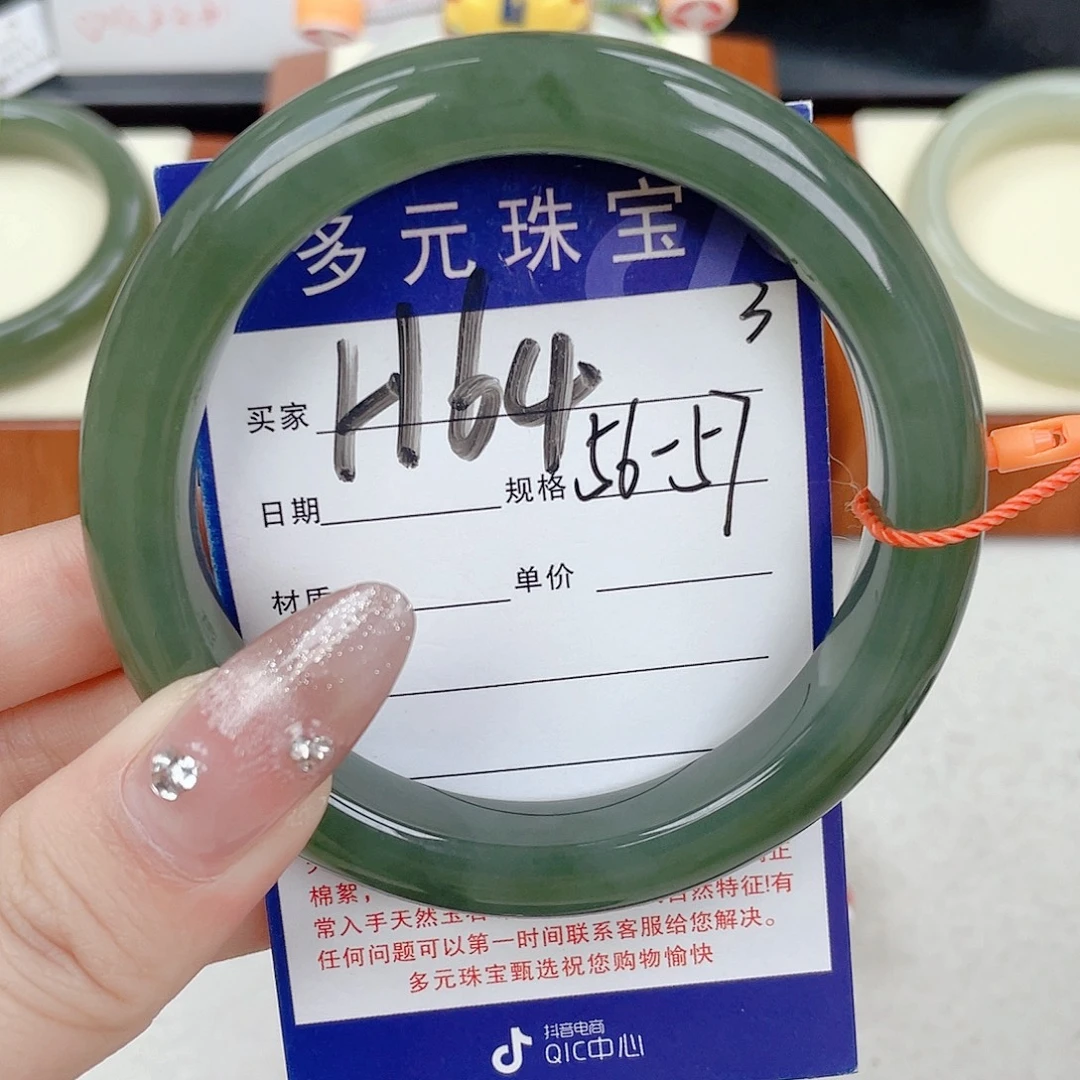 多元珠宝
3
买家 H64
日期 规格 56-57
材质 单价
棉絮， 自然特征!有
常入手天然玉石
任何问题可以第一时间联系客服给您解决。
多元珠宝甄选祝您购物愉快
抖音电商
QIC中心